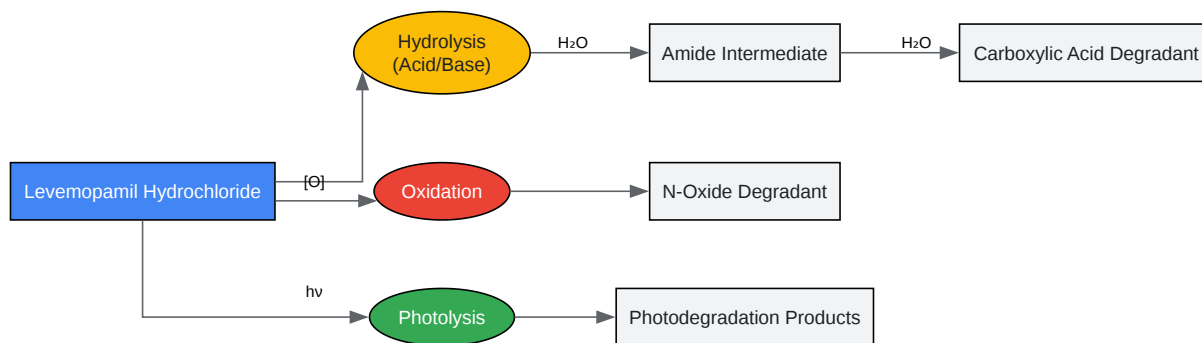 Hydrolysis
(Acid/Base)
H₂O
Amide Intermediate
H₂O
Carboxylic Acid Degradant
Levemopamil Hydrochloride
[O]
Oxidation
N-Oxide Degradant
hν
Photolysis
Photodegradation Products